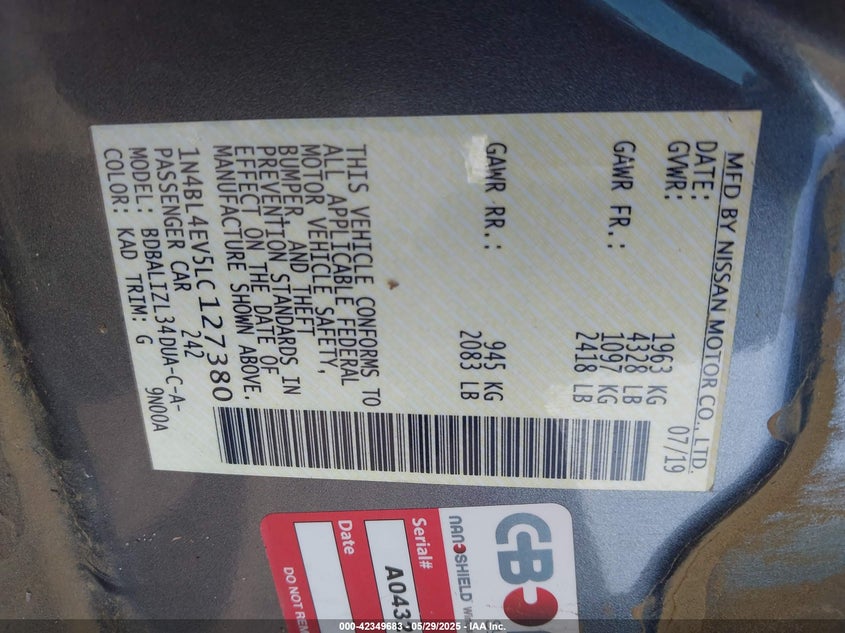 MFD BY NISSAN MOTOR CO., LTD.
DATE: 07/19
GVWR: 1963 KG
4328 LB
GAWR FR.: 1097 KG
2418 LB
GAWR RR.: 945 KG
2083 LB
THIS VEHICLE CONFORMS TO
ALL APPLICABLE FEDERAL
MOTOR VEHICLE SAFETY,
BUMPER, AND THEFT
PREVENTION STANDARDS IN
EFFECT ON THE DATE OF
MANUFACTURE SHOWN ABOVE.
1N4BL4EV5LC127380
PASSENGER CAR 242
MODEL: BDBALIZL34DUA-C-A-
9N00A
COLOR: KAD TRIM: G
CB
NANOSHIELD
Serial# A043
Date
DO NOT REM
000-42349683 - 05/29/2025 - IAA Inc.